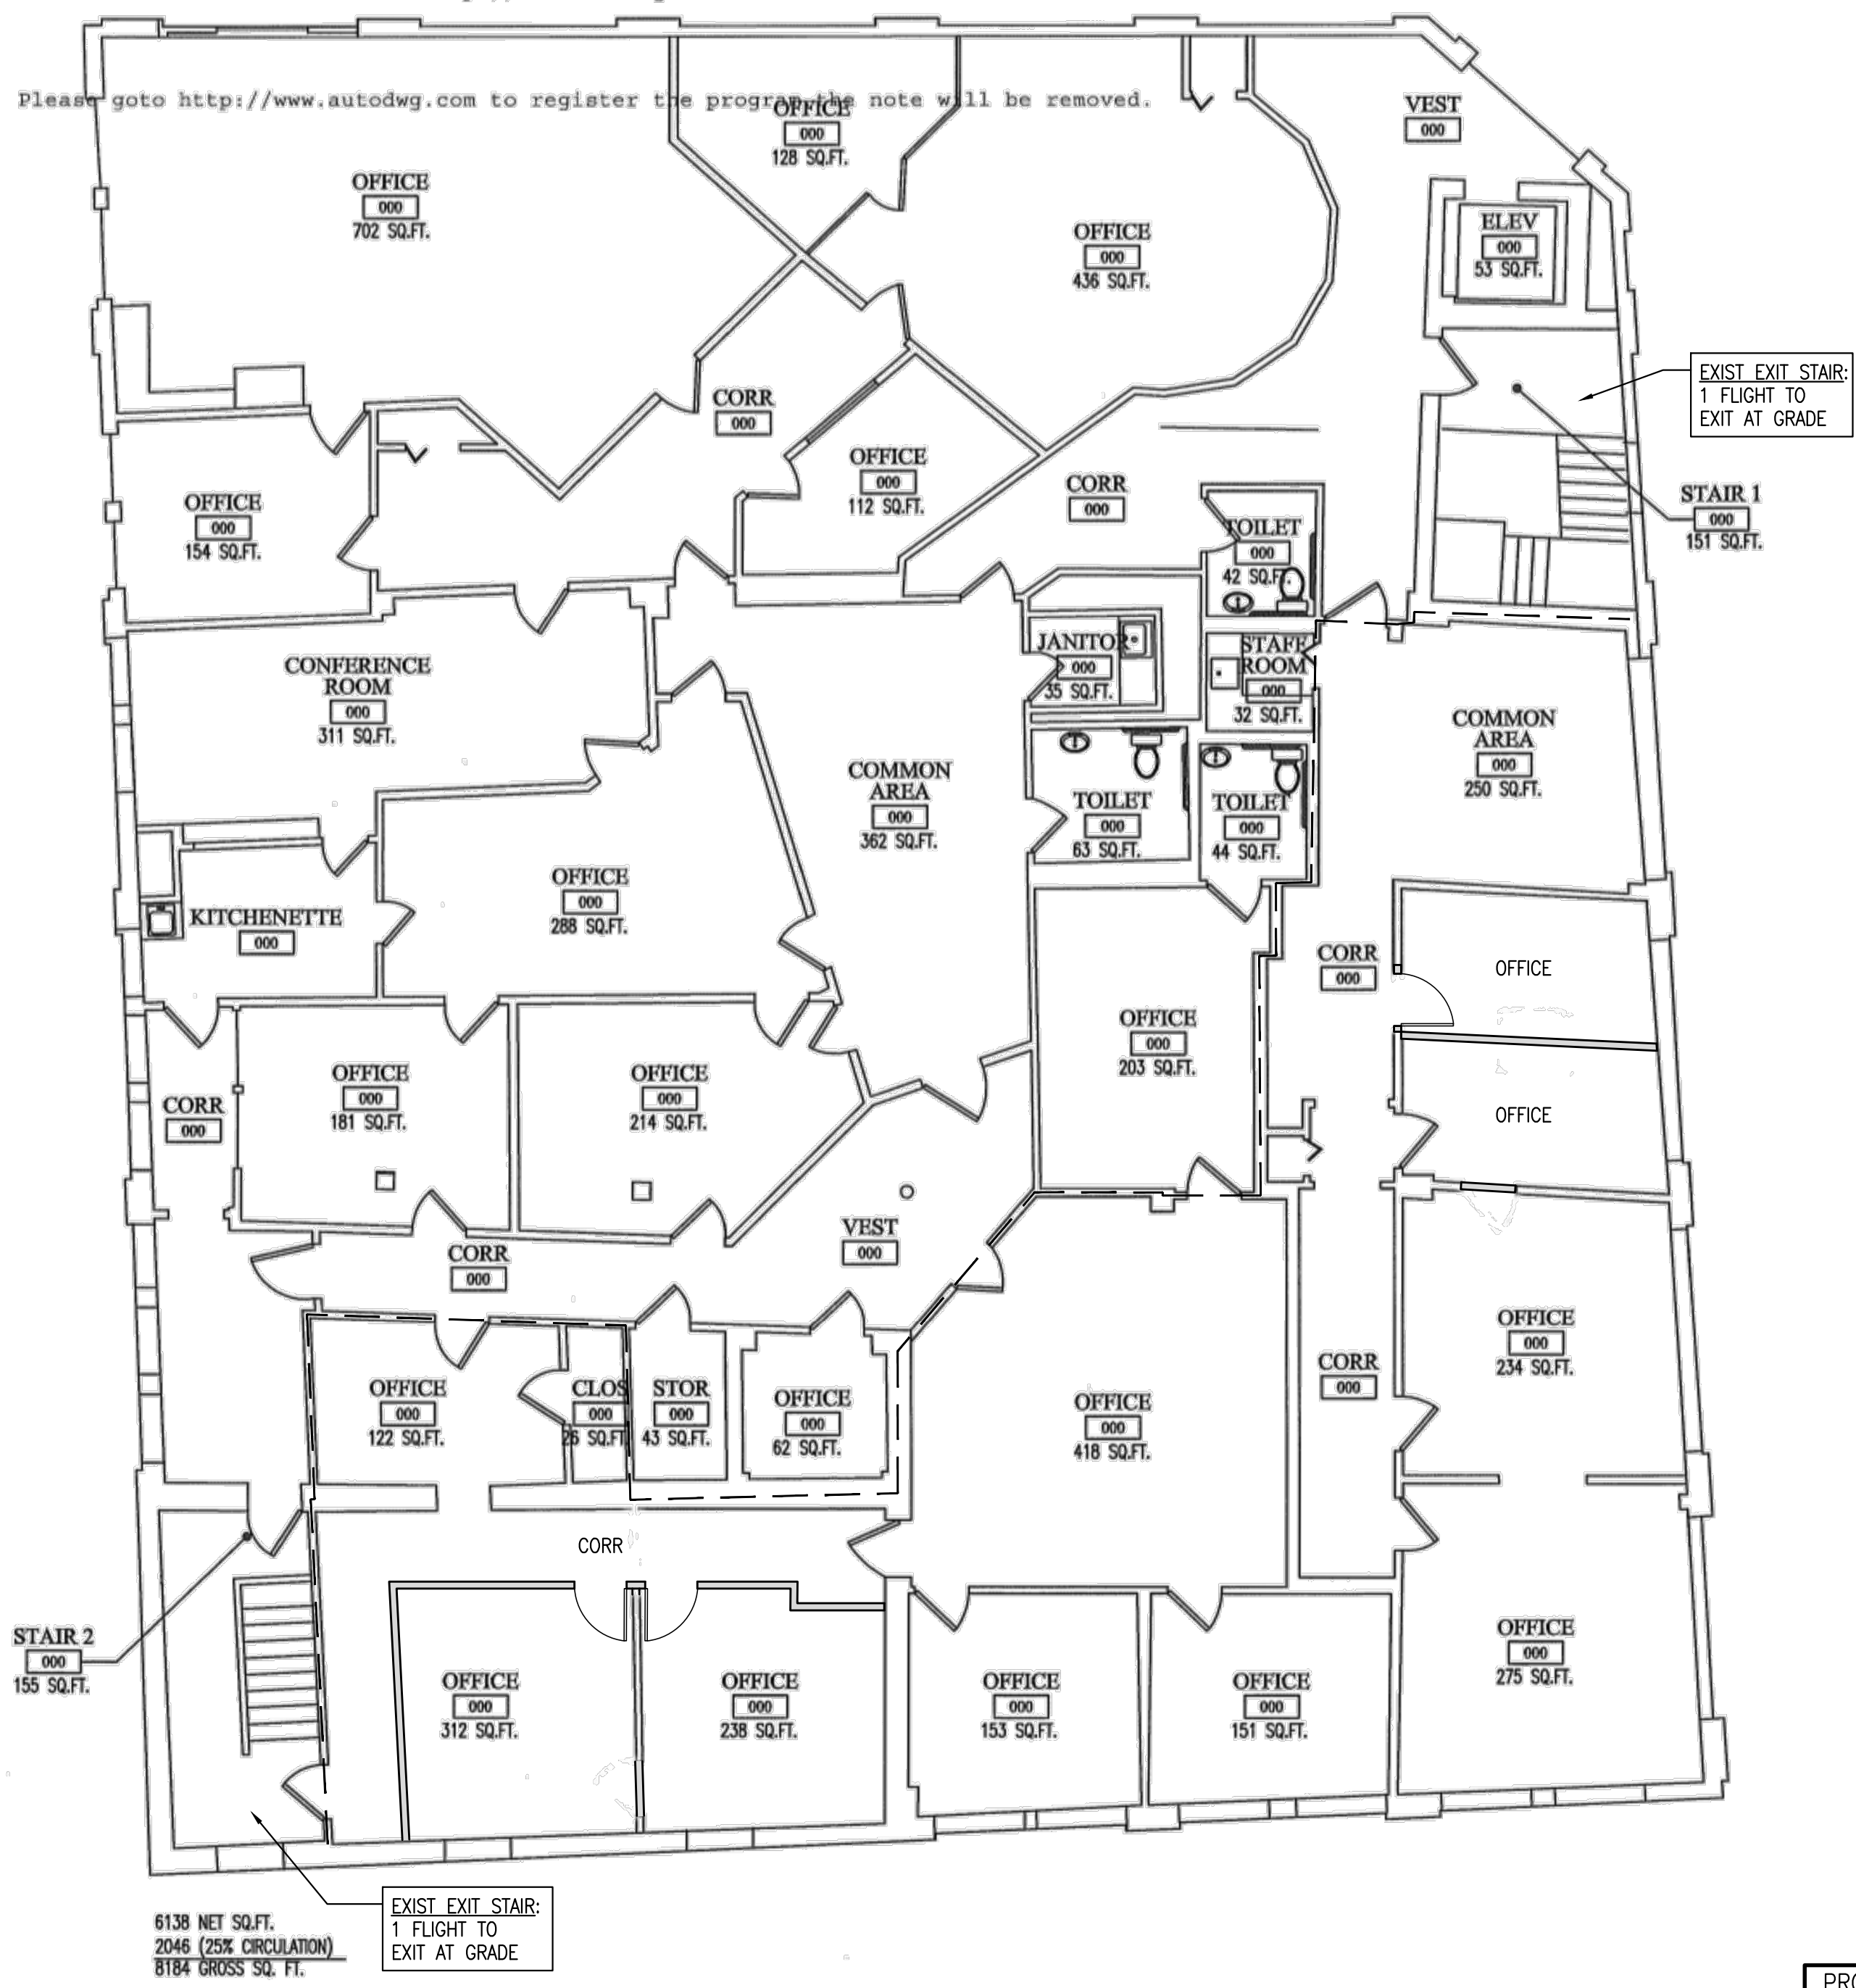 Please goto http://www.autodwg.com to register the program, the note will be removed.
OFFICE
000
128 SQ.FT.
VEST
000
OFFICE
000
702 SQ.FT.
OFFICE
000
436 SQ.FT.
ELEV
000
53 SQ.FT.
EXIST EXIT STAIR:
1 FLIGHT TO
EXIT AT GRADE
CORR
000
OFFICE
000
112 SQ.FT.
CORR
000
OFFICE
000
154 SQ.FT.
TOILET
000
42 SQ.FT.
STAIR 1
000
151 SQ.FT.
CONFERENCE
ROOM
000
311 SQ.FT.
JANITOR
000
35 SQ.FT.
STAFF
ROOM
000
32 SQ.FT.
COMMON
AREA
000
250 SQ.FT.
COMMON
AREA
000
362 SQ.FT.
TOILET
000
63 SQ.FT.
TOILET
000
44 SQ.FT.
OFFICE
000
288 SQ.FT.
KITCHENETTE
000
CORR
000
OFFICE
OFFICE
000
203 SQ.FT.
OFFICE
000
181 SQ.FT.
OFFICE
000
214 SQ.FT.
CORR
000
OFFICE
VEST
000
CORR
000
OFFICE
000
234 SQ.FT.
CORR
000
OFFICE
000
122 SQ.FT.
CLOS
000
26 SQ.FT.
STOR
000
43 SQ.FT.
OFFICE
000
62 SQ.FT.
OFFICE
000
418 SQ.FT.
CORR
STAIR 2
000
155 SQ.FT.
OFFICE
000
312 SQ.FT.
OFFICE
000
238 SQ.FT.
OFFICE
000
153 SQ.FT.
OFFICE
000
151 SQ.FT.
OFFICE
000
275 SQ.FT.
EXIST EXIT STAIR:
1 FLIGHT TO
EXIT AT GRADE
6138 NET SQ.FT.
2046 (25% CIRCULATION)
8184 GROSS SQ. FT.